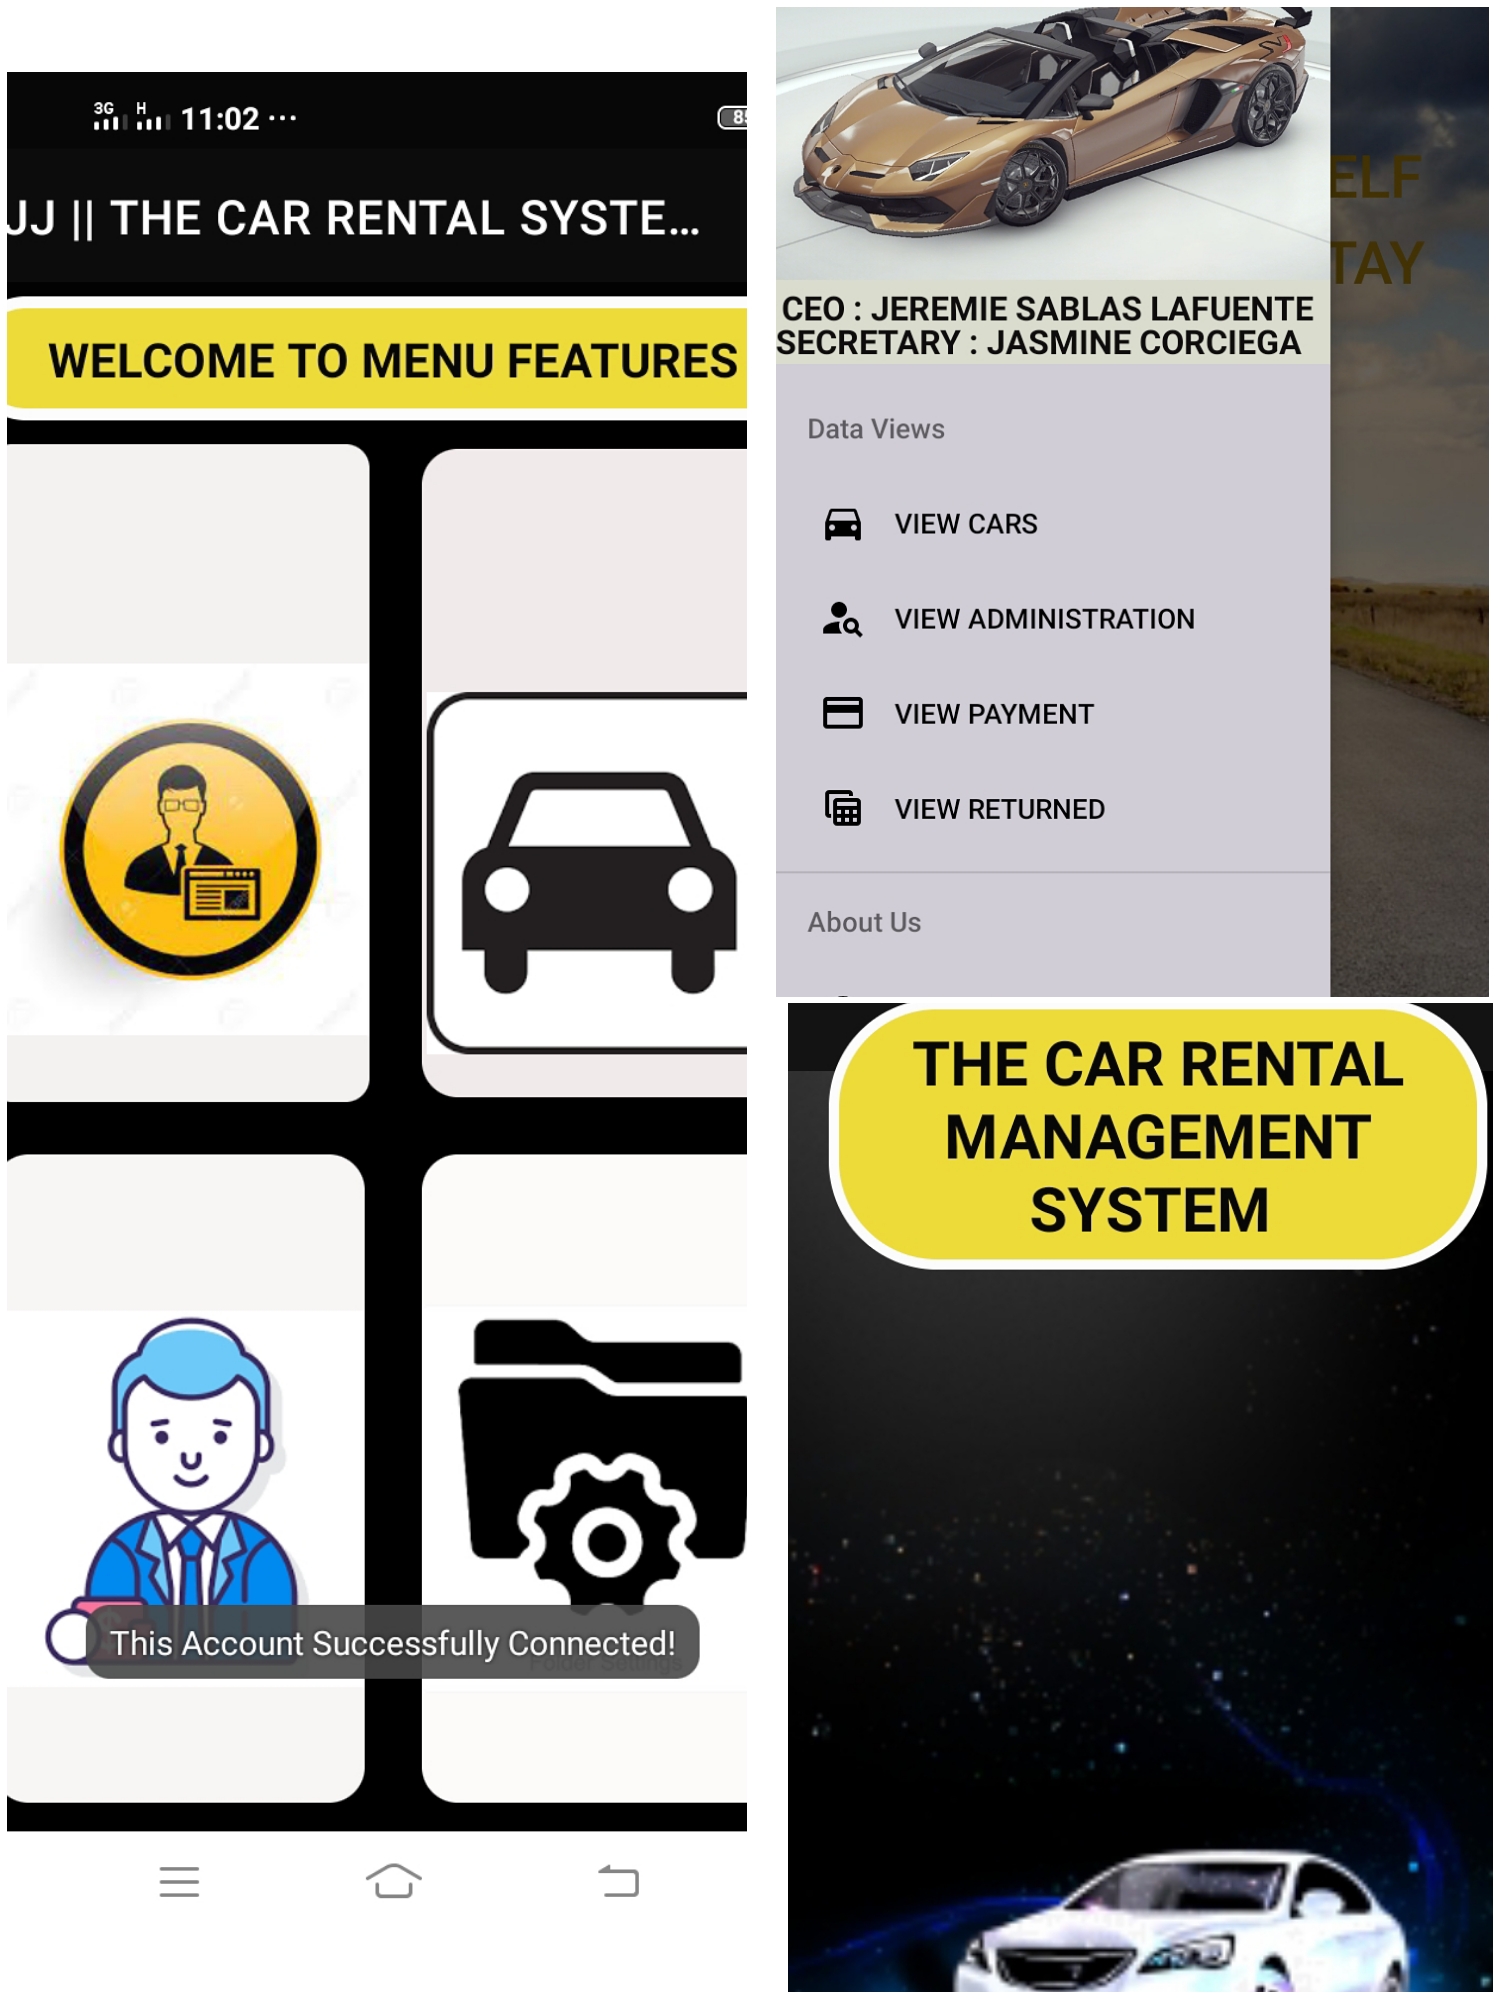 3G H 11:02 ...
JJ || THE CAR RENTAL SYSTE...
WELCOME TO MENU FEATURES
This Account Successfully Connected!
CEO : JEREMIE SABLAS LAFUENTE
SECRETARY : JASMINE CORCIEGA
ELF
TAY
Data Views
VIEW CARS
VIEW ADMINISTRATION
VIEW PAYMENT
VIEW RETURNED
About Us
THE CAR RENTAL
MANAGEMENT
SYSTEM